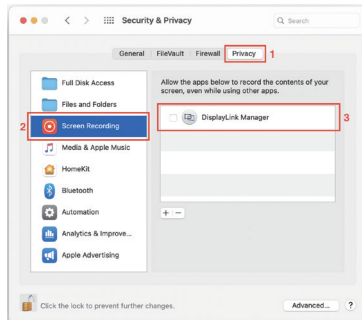 Security & Privacy
Search
General
FileVault
Firewall
Privacy
1
Full Disk Access
Files and Folders
2
Screen Recording
Media & Apple Music
HomeKit
Bluetooth
Automation
Analytics & Improve...
Apple Advertising
Allow the apps below to record the contents of your
screen, even while using other apps.
DisplayLink Manager
3
+ −
Click the lock to prevent further changes.
Advanced...
?